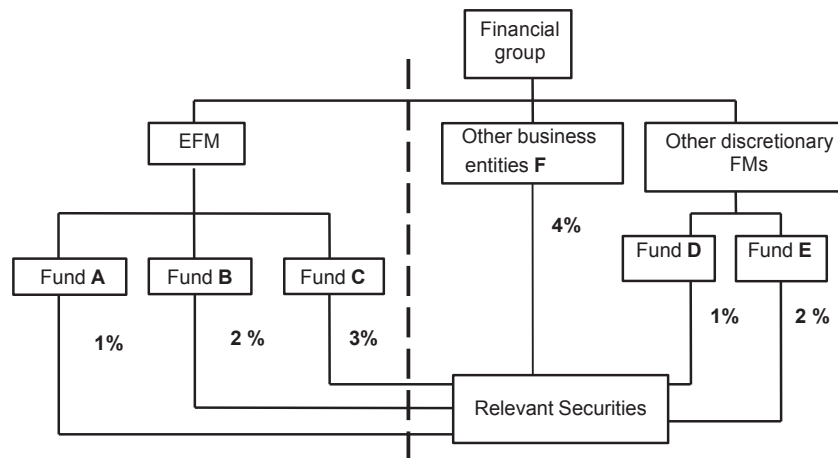 Financial
group
EFM
Other business
entities F
Other discretionary
FMs
4%
Fund D
Fund E
Fund A
Fund B
Fund C
1%
2 %
3%
1%
2 %
Relevant Securities